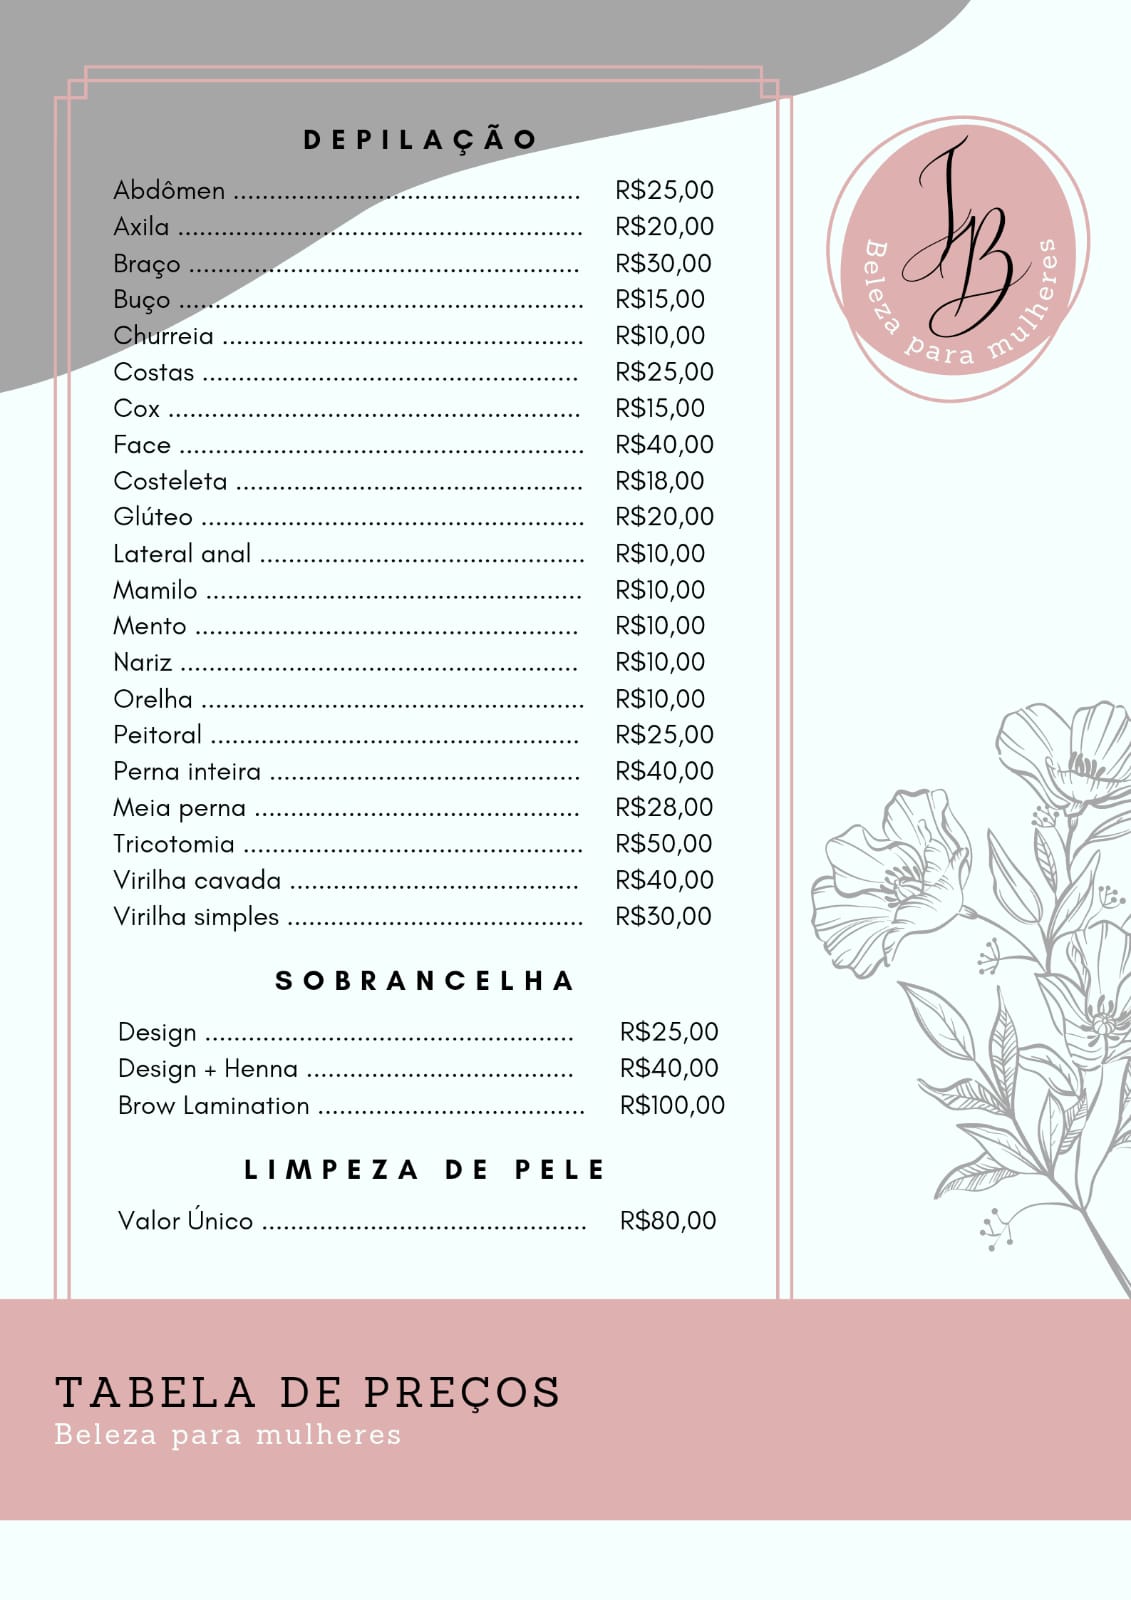 DEPILAÇÃO
Abdômen ................................................ R$25,00
Axila ........................................................ R$20,00
Braço ...................................................... R$30,00
Buço ........................................................ R$15,00
Churreia .................................................. R$10,00
Costas .................................................... R$25,00
Cox ......................................................... R$15,00
Face ........................................................ R$40,00
Costeleta ................................................ R$18,00
Glúteo ..................................................... R$20,00
Lateral anal ............................................. R$10,00
Mamilo .................................................... R$10,00
Mento ..................................................... R$10,00
Nariz ....................................................... R$10,00
Orelha ..................................................... R$10,00
Peitoral ................................................... R$25,00
Perna inteira ........................................... R$40,00
Meia perna ............................................. R$28,00
Tricotomia ............................................... R$50,00
Virilha cavada ........................................ R$40,00
Virilha simples ......................................... R$30,00
SOBRANCELHA
Design ................................................... R$25,00
Design + Henna ..................................... R$40,00
Brow Lamination ..................................... R$100,00
LIMPEZA DE PELE
Valor Único ............................................. R$80,00
JB
Beleza para mulheres
TABELA DE PREÇOS
Beleza para mulheres